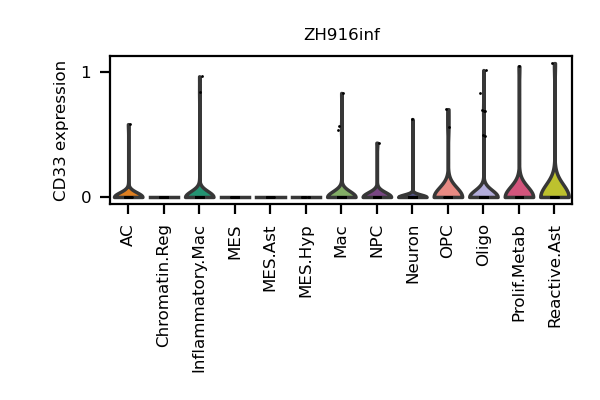 ZH916inf
CD33 expression
1
0
AC
Chromatin.Reg
Inflammatory.Mac
MES
MES.Ast
MES.Hyp
Mac
NPC
Neuron
OPC
Oligo
Prolif.Metab
Reactive.Ast